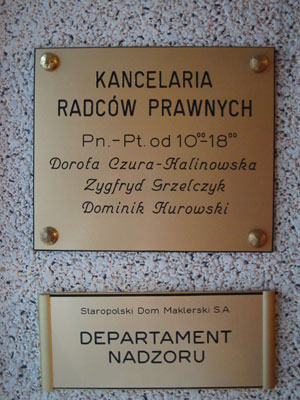 KANCELARIA
RADCÓW PRAWNYCH
Pn.-Pt. od 10⁰⁰-18⁰⁰
Dorota Czura-Kalinowska
Zygfryd Grzelczyk
Dominik Kurowski
Staropolski Dom Maklerski S.A.
DEPARTAMENT
NADZORU